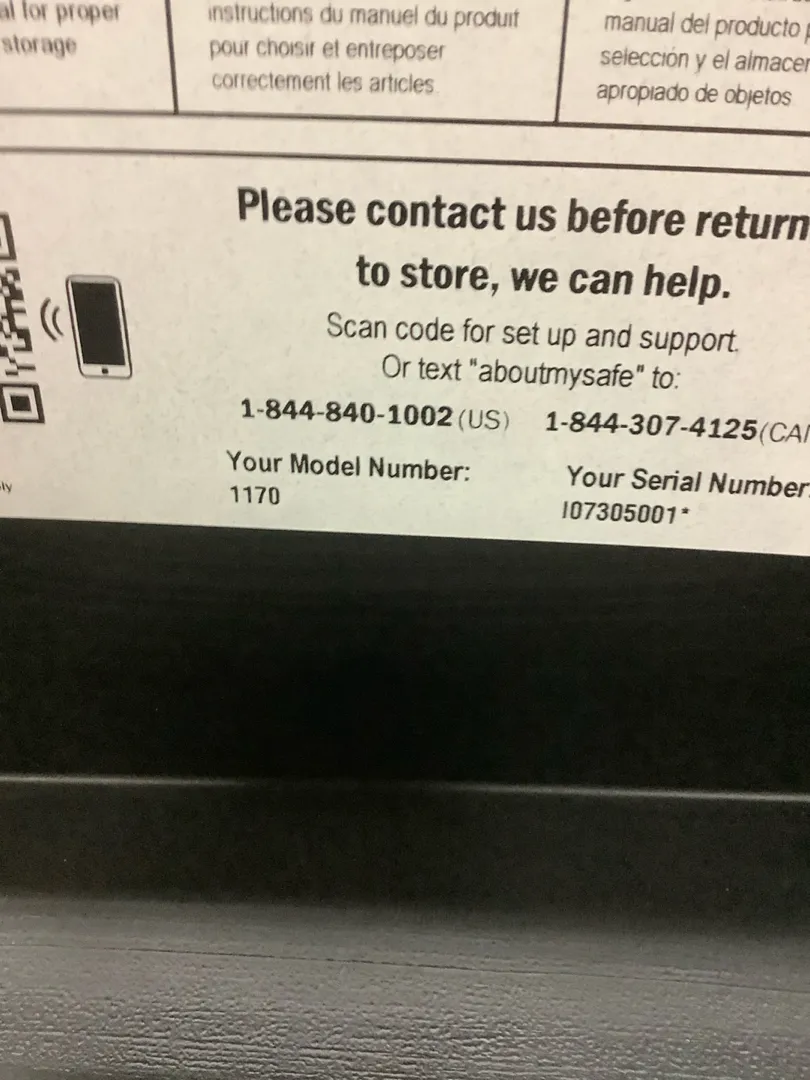 al for proper
storage
instructions du manuel du produit
pour choisir et entreposer
correctement les articles
manual del producto
selección y el almacen
apropiado de objetos
Please contact us before return
to store, we can help.
Scan code for set up and support.
Or text "aboutmysafe" to:
1-844-840-1002 (US) 1-844-307-4125 (CAN
Your Model Number:
1170
Your Serial Number:
I07305001*
ly